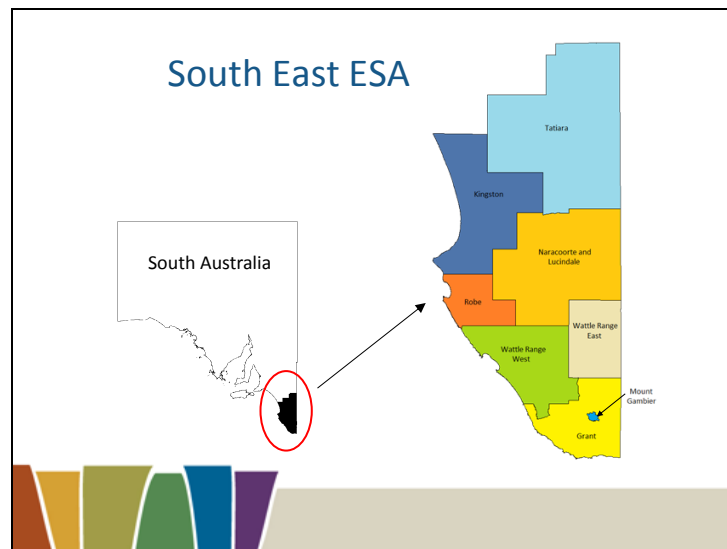 South East ESA
Tatiara
Kingston
South Australia
Naracoorte and
Lucindale
Robe
Wattle Range
East
Wattle Range
West
Mount
Gambier
Grant